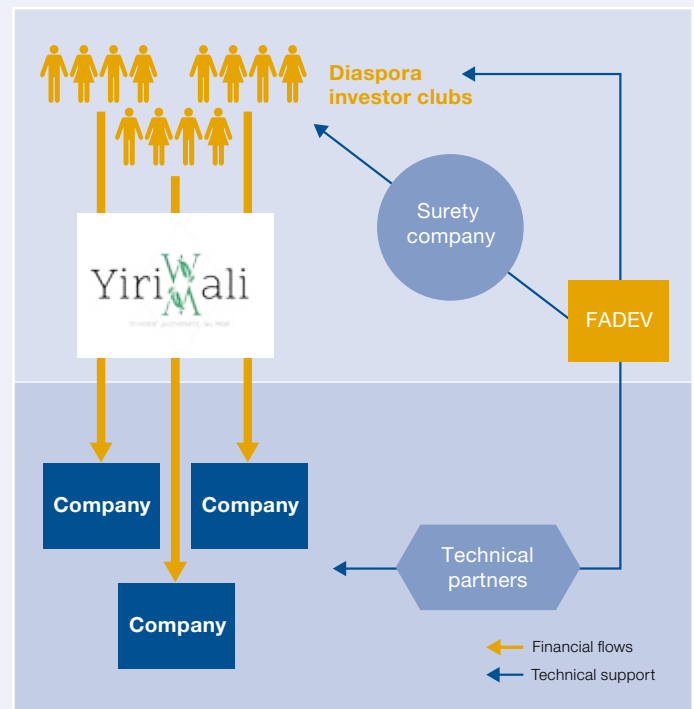 Diaspora
investor clubs
Surety
company
FADEV
YiriWali
Company
Company
Company
Technical
partners
Financial flows
Technical support